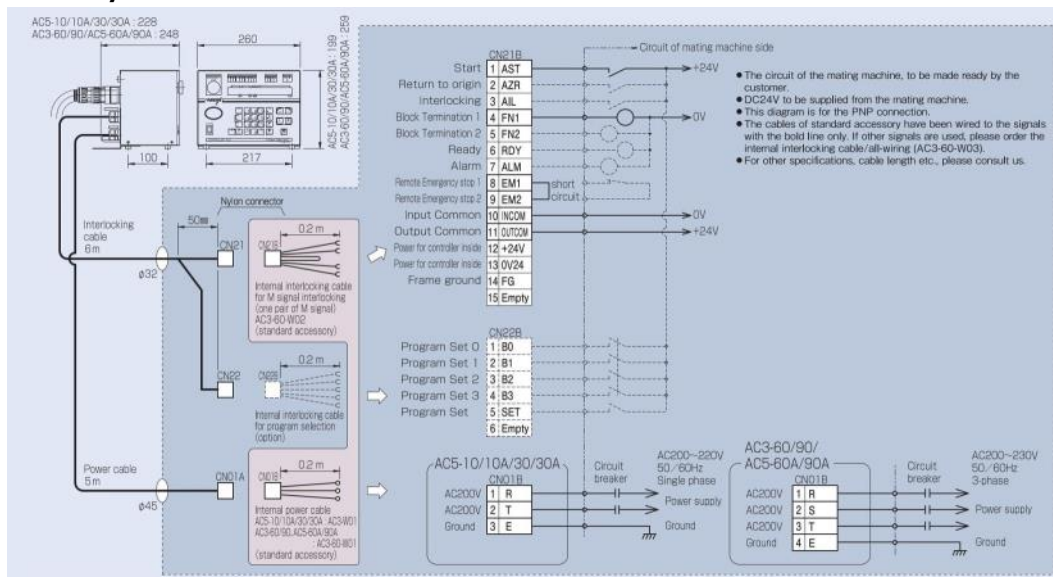 AC5-10/10A/30/30A : 228
AC3-60/90/AC5-60A/90A : 248
260
AC5-10/10A/30/30A : 199
AC3-60/90/AC5-60A/90A : 259
100
217
Circuit of mating machine side
CN21B
Start 1 AST +24V
Return to origin 2 AZR
Interlocking 3 AIL
Block Termination 1 4 FN1 0V
Block Termination 2 5 FN2
Ready 6 RDY
Alarm 7 ALM
Remote Emergency stop 1 8 EM1 short
Remote Emergency stop 2 9 EM2 circuit
Input Common 10 INCOM 0V
Output Common 11 OUTCOM +24V
Power for controller inside 12 +24V
Power for controller inside 13 0V24
Frame ground 14 FG
15 Empty
● The circuit of the mating machine, to be made ready by the
customer.
● DC24V to be supplied from the mating machine.
● This diagram is for the PNP connection.
● The cables of standard accessory have been wired to the signals
with the bold line only. If other signals are used, please order the
internal interlocking cable/all-wiring (AC3-60-W03).
● For other specifications, cable length etc., please consult us.
Nylon connector
50㎜
0.2 m
Interlocking
cable
6m
CN21
CN21B
ø32
Internal interlocking cable
for M signal interlocking
(one pair of M signal)
AC3-60-W02
(standard accessory)
0.2 m
CN22
CN22B
Internal interlocking cable
for program selection
(option)
CN22B
Program Set 0 1 B0
Program Set 1 2 B1
Program Set 2 3 B2
Program Set 3 4 B3
Program Set 5 SET
6 Empty
Power cable
5m
0.2 m
CN01A
CN01B
ø45
Internal power cable
AC5-10/10A/30/30A : AC3-W01
AC3-60/90,AC5-60A/90A
: AC3-60-W01
(standard accessory)
AC5-10/10A/30/30A
CN01B
AC200V 1 R
AC200V 2 T
Ground 3 E
Circuit
breaker
AC200~220V
50/60Hz
Single phase
Power supply
Ground
AC3-60/90/
AC5-60A/90A
CN01B
AC200V 1 R
AC200V 2 S
AC200V 3 T
Ground 4 E
Circuit
breaker
AC200~230V
50/60Hz
3-phase
Power supply
Ground